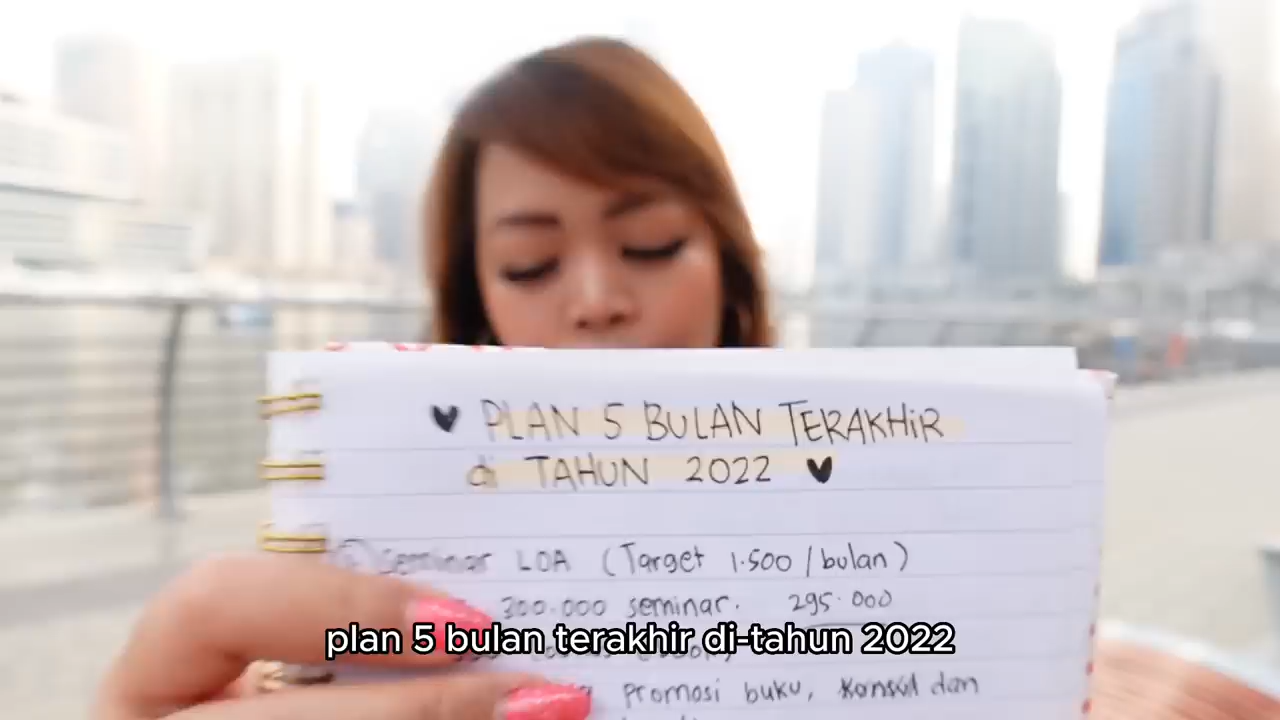 ♥ PLAN 5 BULAN TERAKHIR
di TAHUN 2022 ♥
Seminar LOA (Target 1.500 / bulan)
300.000 seminar. 295.000
plan 5 bulan terakhir di-tahun 2022
promosi buku, konsul dan